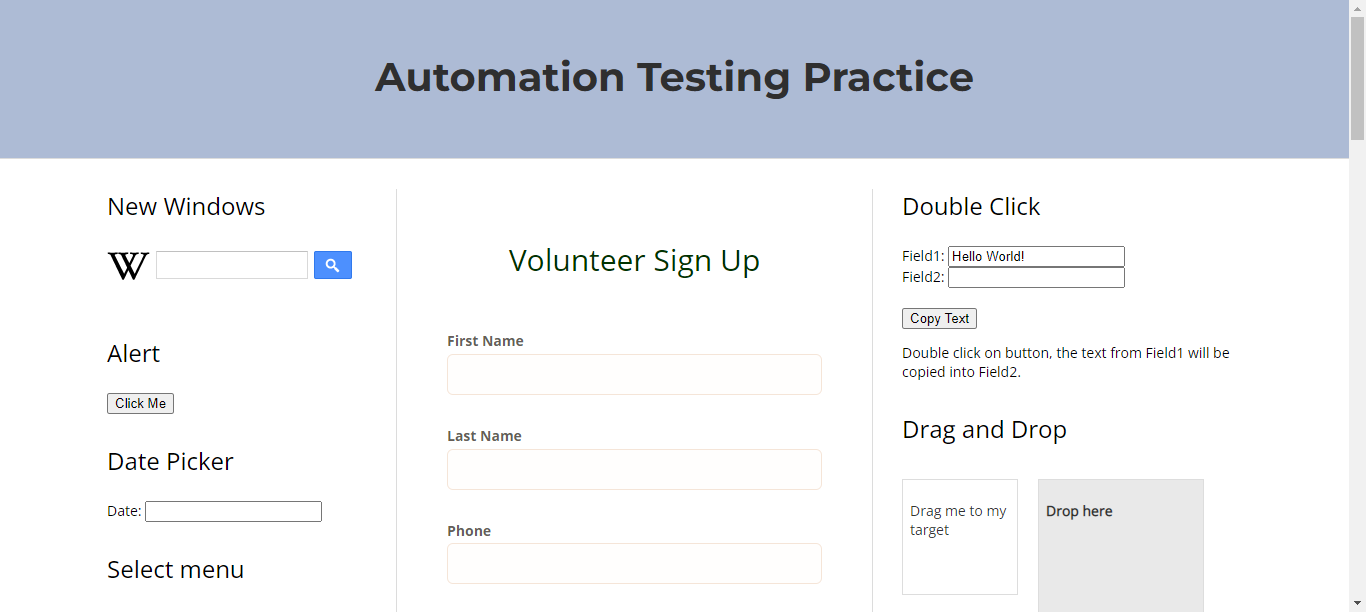 Automation Testing Practice
New Windows
W
Alert
Click Me
Date Picker
Date:
Select menu
Volunteer Sign Up
First Name
Last Name
Phone
Double Click
Field1: Hello World!
Field2:
Copy Text
Double click on button, the text from Field1 will be
copied into Field2.
Drag and Drop
Drag me to my
target
Drop here